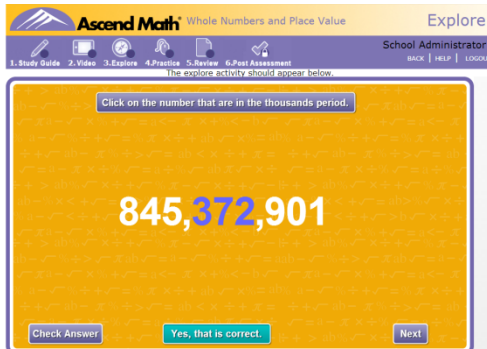 Ascend Math® Whole Numbers and Place Value Explore
School Administrator
1. Study Guide 2. Video 3. Explore 4. Practice 5. Review 6. Post Assessment
BACK | HELP | LOGOU
The explore activity should appear below.
Click on the number that are in the thousands period.
845,372,901
Check Answer
Yes, that is correct.
Next